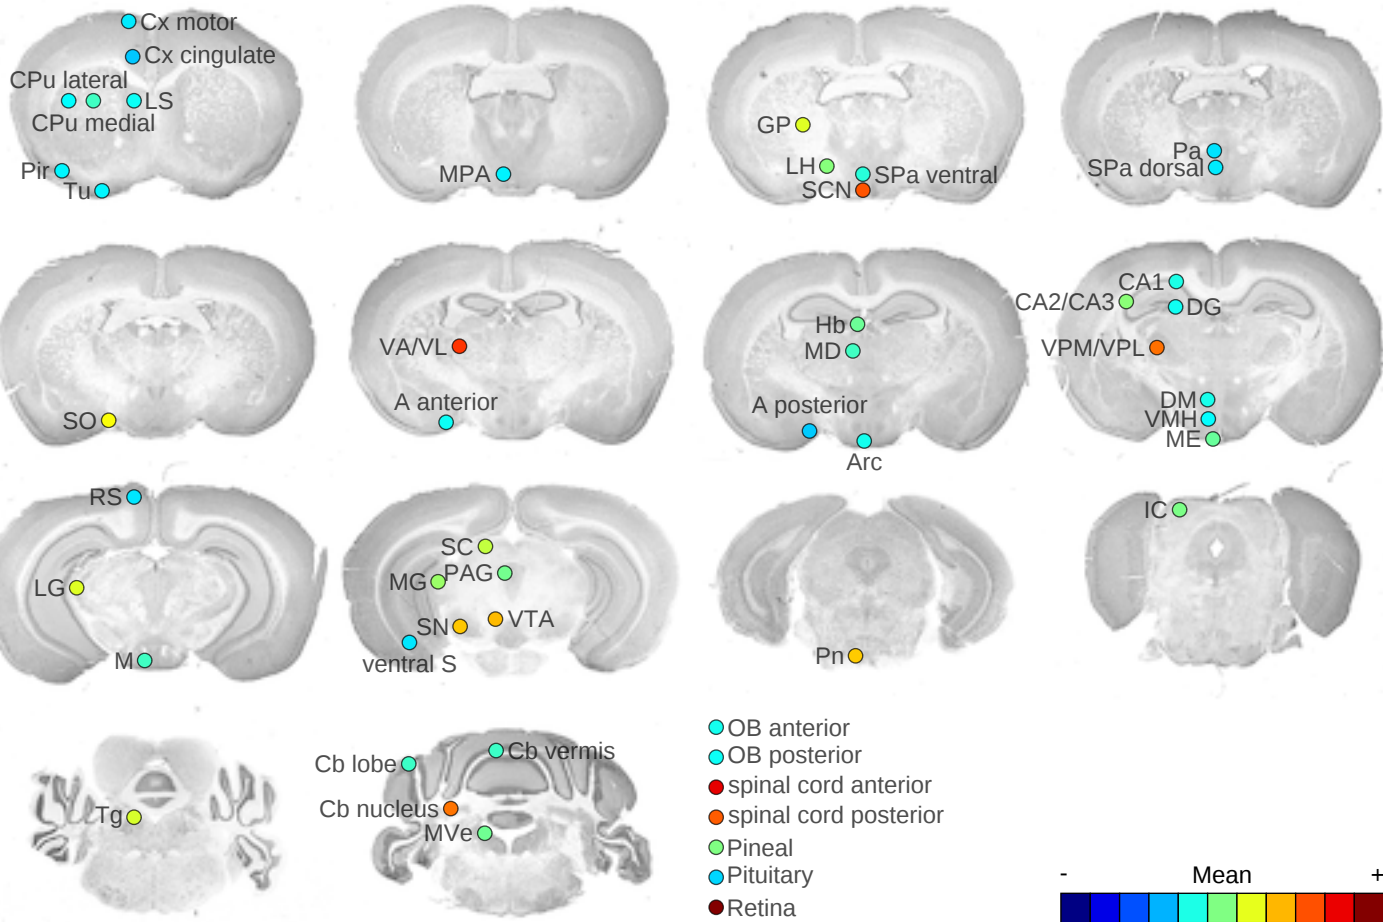 Cx motor
Cx cingulate
CPu lateral
LS
CPu medial
Pir
Tu
MPA
GP
LH
SPa ventral
SCN
Pa
SPa dorsal
SO
VA/VL
A anterior
Hb
MD
A posterior
Arc
CA1
CA2/CA3
DG
VPM/VPL
DM
VMH
ME
RS
LG
M
SC
MG
PAG
SN
VTA
ventral S
Pn
IC
Tg
Cb lobe
Cb vermis
Cb nucleus
MVe
OB anterior
OB posterior
spinal cord anterior
spinal cord posterior
Pineal
Pituitary
Retina
- Mean +